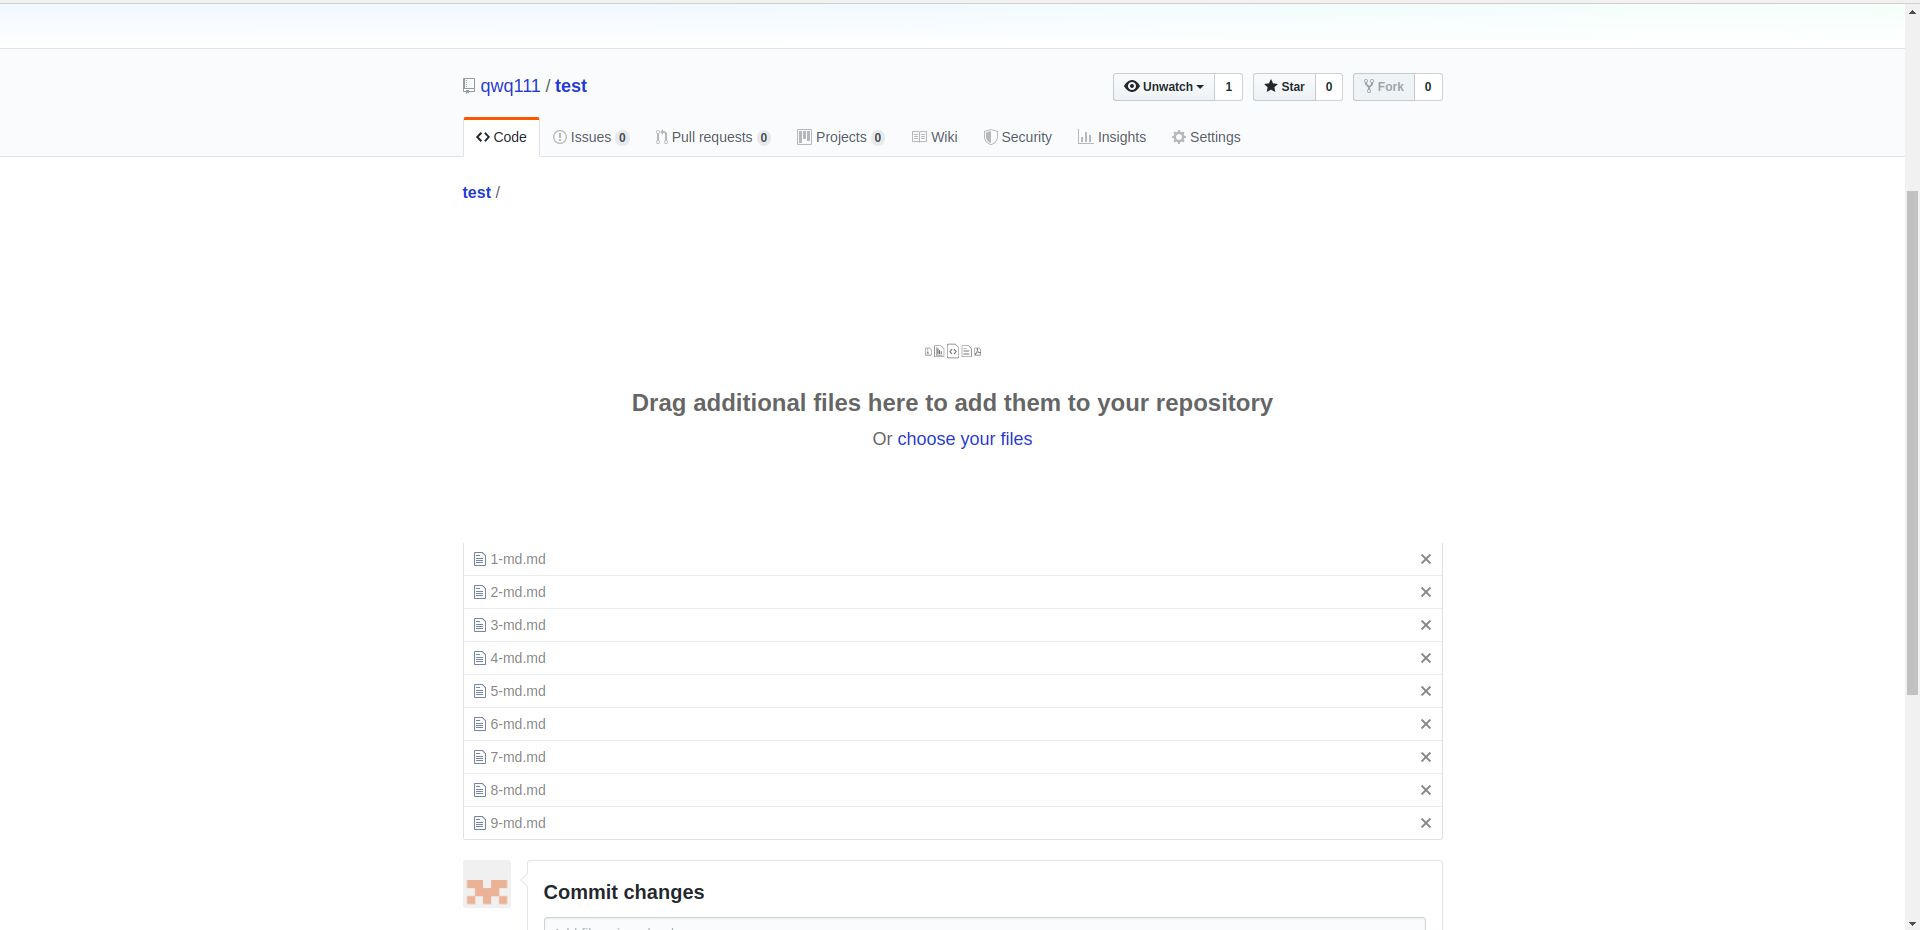 qwq111 / test
Unwatch 1 Star 0 Fork 0
Code Issues 0 Pull requests 0 Projects 0 Wiki Security Insights Settings
test /
Drag additional files here to add them to your repository
Or choose your files
1-md.md
2-md.md
3-md.md
4-md.md
5-md.md
6-md.md
7-md.md
8-md.md
9-md.md
Commit changes